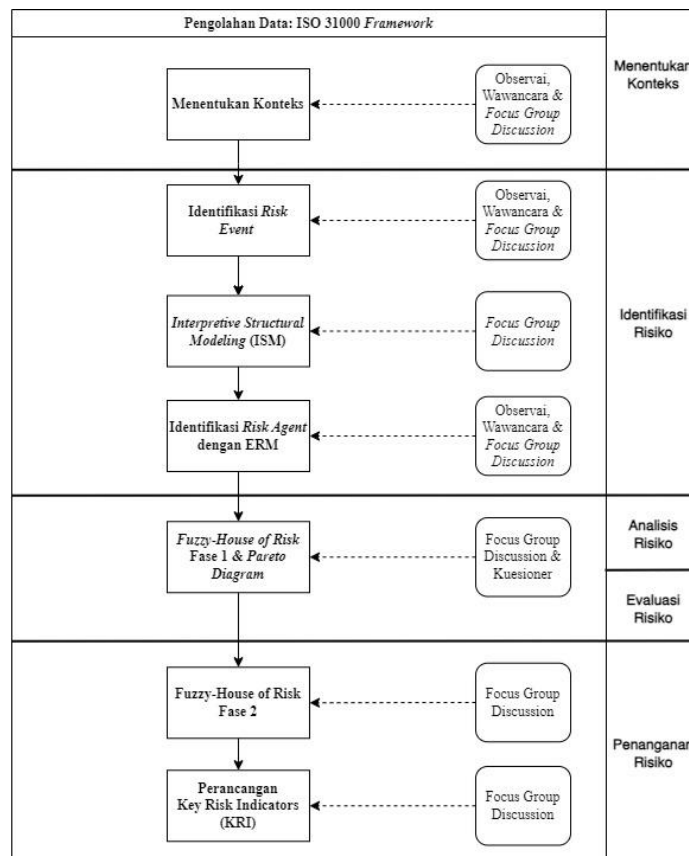 Pengolahan Data: ISO 31000 Framework
Menentukan Konteks
Observai,
Wawancara &
Focus Group
Discussion
Menentukan
Konteks
Identifikasi Risk
Event
Observai,
Wawancara &
Focus Group
Discussion
Interpretive Structural
Modeling (ISM)
Focus Group
Discussion
Identifikasi
Risiko
Identifikasi Risk Agent
dengan ERM
Observai,
Wawancara &
Focus Group
Discussion
Fuzzy-House of Risk
Fase 1 & Pareto
Diagram
Focus Group
Discussion &
Kuesioner
Analisis
Risiko
Evaluasi
Risiko
Fuzzy-House of Risk
Fase 2
Focus Group
Discussion
Penanganan
Risiko
Perancangan
Key Risk Indicators
(KRI)
Focus Group
Discussion